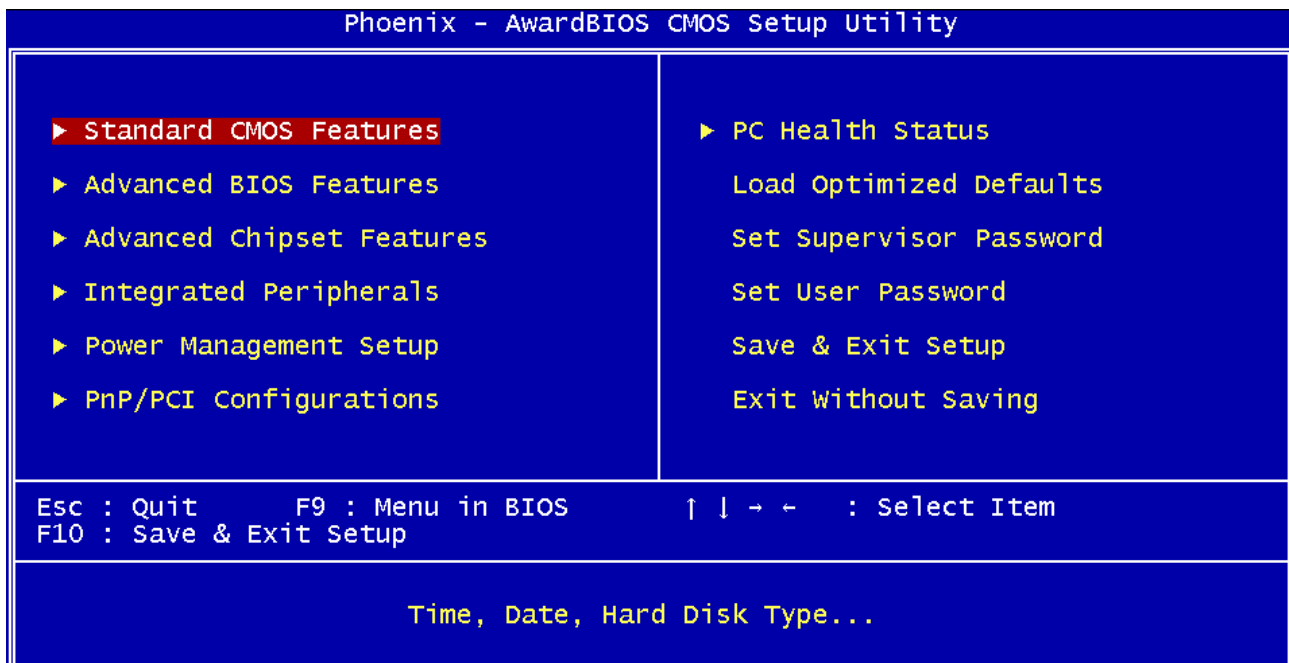 Phoenix - AwardBIOS CMOS Setup Utility
▶ Standard CMOS Features
▶ Advanced BIOS Features
▶ Advanced Chipset Features
▶ Integrated Peripherals
▶ Power Management Setup
▶ PnP/PCI Configurations
▶ PC Health Status
Load Optimized Defaults
Set Supervisor Password
Set User Password
Save & Exit Setup
Exit Without Saving
Esc : Quit F9 : Menu in BIOS ↑ ↓ → ← : Select Item
F10 : Save & Exit Setup
Time, Date, Hard Disk Type...